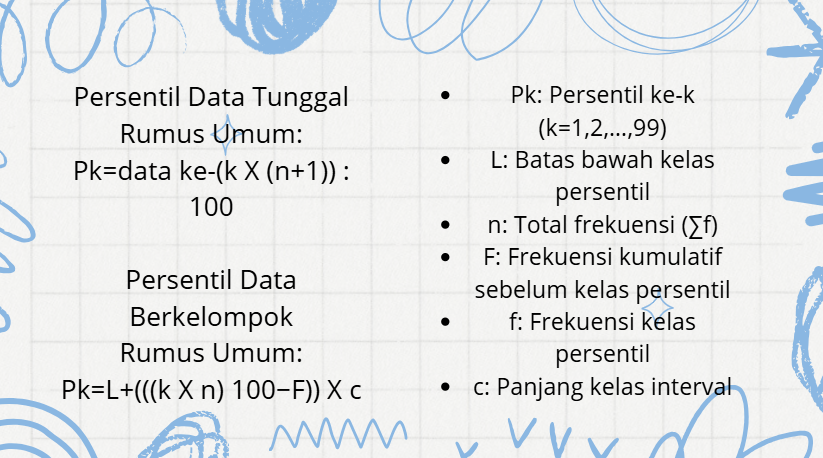 Persentil Data Tunggal
Rumus Umum:
Pk=data ke-(k X (n+1)) :
100
Persentil Data
Berkelompok
Rumus Umum:
Pk=L+(((k X n) 100−F)) X c
• Pk: Persentil ke-k
(k=1,2,...,99)
• L: Batas bawah kelas
persentil
• n: Total frekuensi (∑f)
• F: Frekuensi kumulatif
sebelum kelas persentil
• f: Frekuensi kelas
persentil
• c: Panjang kelas interval